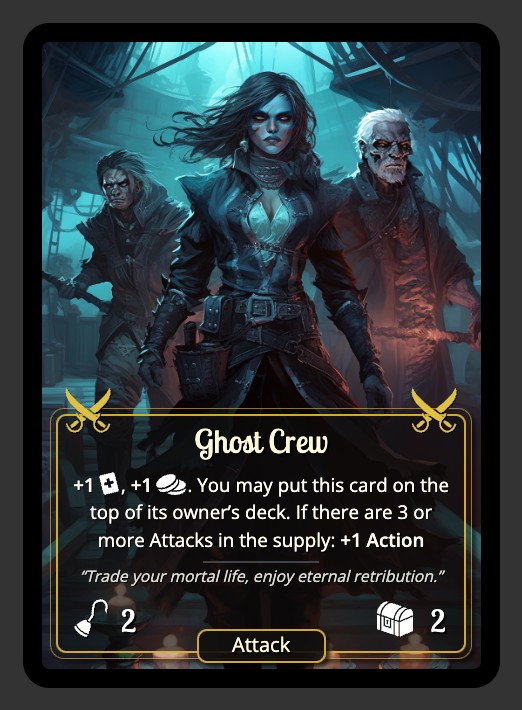 Ghost Crew
+1 , +1 . You may put this card on the
top of its owner’s deck. If there are 3 or
more Attacks in the supply: +1 Action
“Trade your mortal life, enjoy eternal retribution.”
2 2
Attack